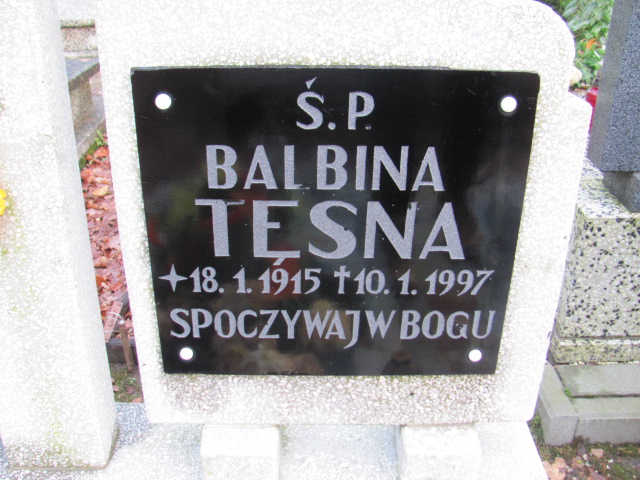 Ś. P.
BALBINA
TĘSNA
✦18. 1. 1915 ✝10. 1. 1997
SPOCZYWAJ W BOGU